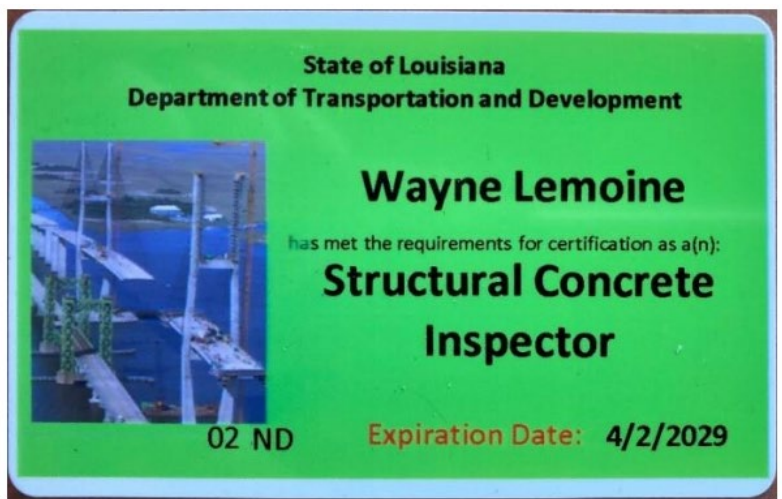 State of Louisiana
Department of Transportation and Development
Wayne Lemoine
has met the requirements for certification as a(n):
Structural Concrete
Inspector
02 ND Expiration Date: 4/2/2029